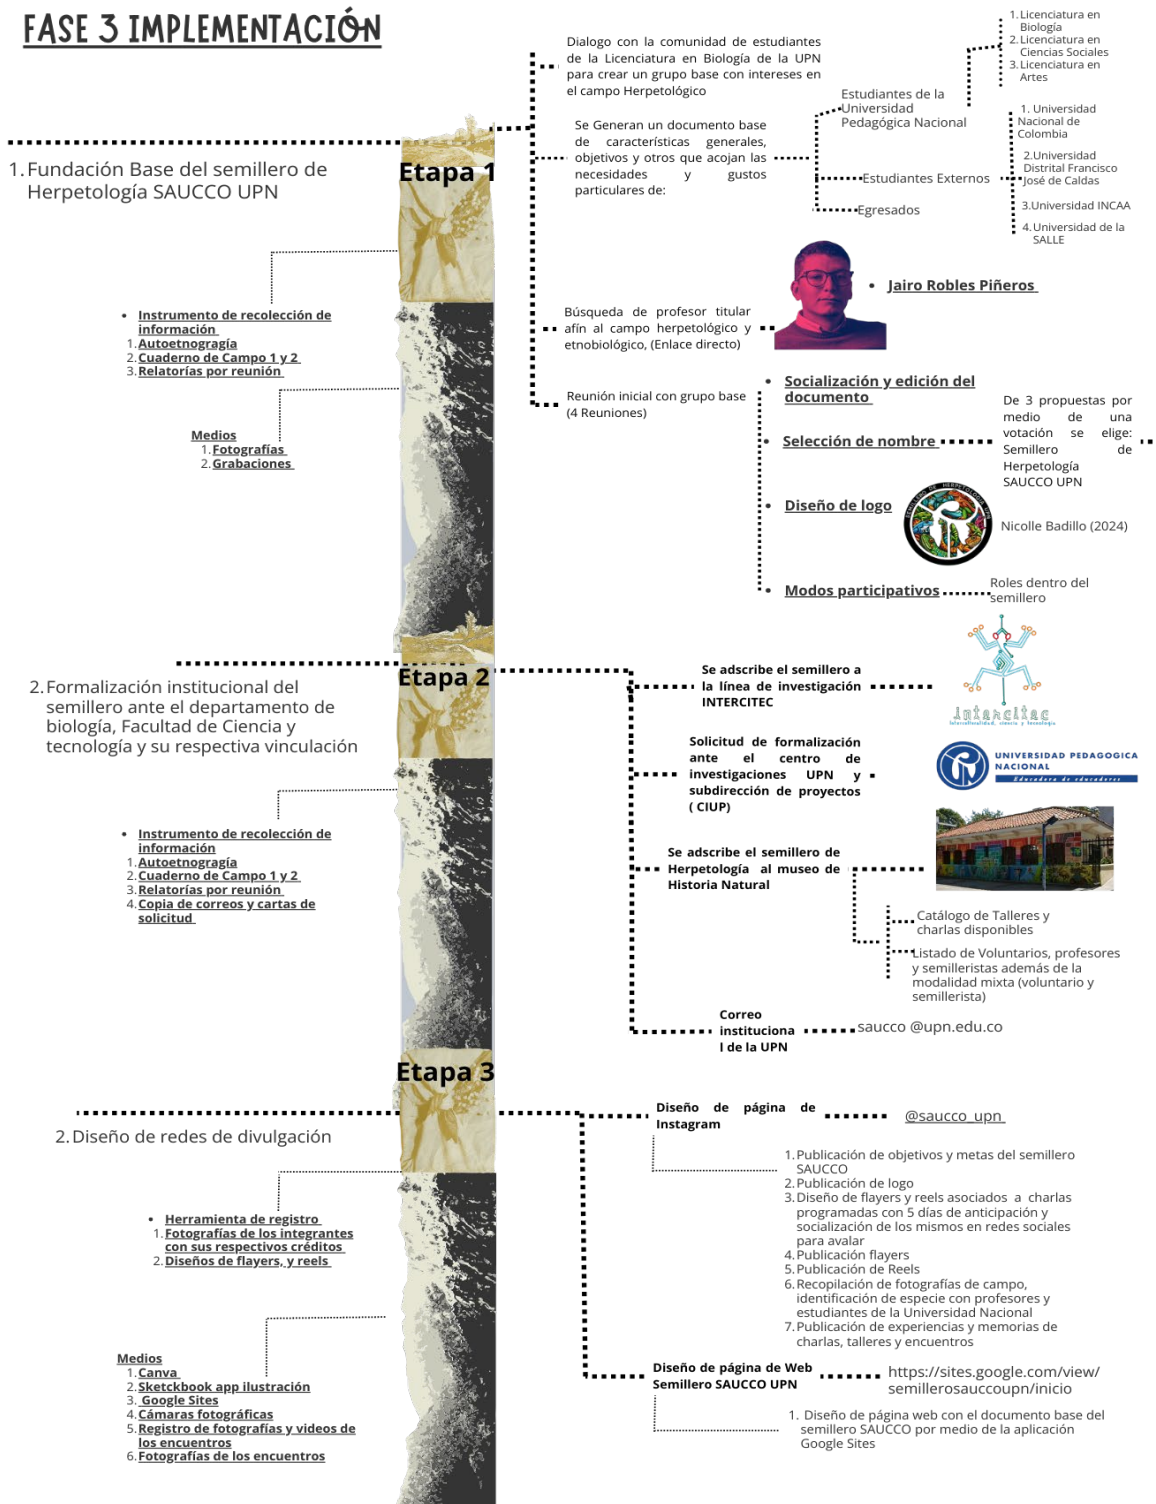 FASE 3 IMPLEMENTACIÓN
Etapa 1
1. Fundación Base del semillero de
Herpetología SAUCCO UPN
• Instrumento de recolección de
información
1. Autoetnogragía
2. Cuaderno de Campo 1 y 2
3. Relatorías por reunión
Medios
1. Fotografías
2. Grabaciones
Dialogo con la comunidad de estudiantes
de la Licenciatura en Biología de la UPN
para crear un grupo base con intereses en
el campo Herpetológico
Se Generan un documento base
de características generales,
objetivos y otros que acojan las
necesidades y gustos
particulares de:
Estudiantes de la
Universidad
Pedagógica Nacional
1. Licenciatura en
Biología
2. Licenciatura en
Ciencias Sociales
3. Licenciatura en
Artes
Estudiantes Externos
1. Universidad
Nacional de
Colombia
2.Universidad
Distrital Francisco
José de Caldas
3.Universidad INCAA
4. Universidad de la
SALLE
Egresados
Búsqueda de profesor titular
afín al campo herpetológico y
etnobiológico, (Enlace directo)
• Jairo Robles Piñeros
Reunión inicial con grupo base
(4 Reuniones)
• Socialización y edición del
documento
• Selección de nombre
De 3 propuestas por
medio de una
votación se elige:
Semillero de
Herpetología
SAUCCO UPN
• Diseño de logo
SEMILLERO DE HERPETOLOGIA UPN
Nicolle Badillo (2024)
• Modos participativos
Roles dentro del
semillero
Etapa 2
2. Formalización institucional del
semillero ante el departamento de
biología, Facultad de Ciencia y
tecnología y su respectiva vinculación
• Instrumento de recolección de
información
1. Autoetnogragía
2. Cuaderno de Campo 1 y 2
3. Relatorías por reunión
4. Copia de correos y cartas de
solicitud
Se adscribe el semillero a
la línea de investigación
INTERCITEC
Intercitec
Interculturalidad, ciencia y tecnología
Solicitud de formalización
ante el centro de
investigaciones UPN y
subdirección de proyectos
( CIUP)
UNIVERSIDAD PEDAGOGICA
NACIONAL
Educadora de educadores
Se adscribe el semillero de
Herpetología al museo de
Historia Natural
Catálogo de Talleres y
charlas disponibles
Listado de Voluntarios, profesores
y semilleristas además de la
modalidad mixta (voluntario y
semillerista)
Correo
instituciona
l de la UPN
saucco @upn.edu.co
Etapa 3
2. Diseño de redes de divulgación
• Herramienta de registro
1. Fotografías de los integrantes
con sus respectivos créditos
2. Diseños de flayers, y reels
Medios
1. Canva
2. Sketckbook app ilustración
3. Google Sites
4. Cámaras fotográficas
5. Registro de fotografías y videos de
los encuentros
6. Fotografías de los encuentros
Diseño de página de
Instagram
@saucco_upn
1. Publicación de objetivos y metas del semillero
SAUCCO
2. Publicación de logo
3. Diseño de flayers y reels asociados a charlas
programadas con 5 días de anticipación y
socialización de los mismos en redes sociales
para avalar
4. Publicación flayers
5. Publicación de Reels
6. Recopilación de fotografías de campo,
identificación de especie con profesores y
estudiantes de la Universidad Nacional
7. Publicación de experiencias y memorias de
charlas, talleres y encuentros
Diseño de página de Web
Semillero SAUCCO UPN
https://sites.google.com/view/
semillerosauccoupn/inicio
1. Diseño de página web con el documento base del
semillero SAUCCO por medio de la aplicación
Google Sites